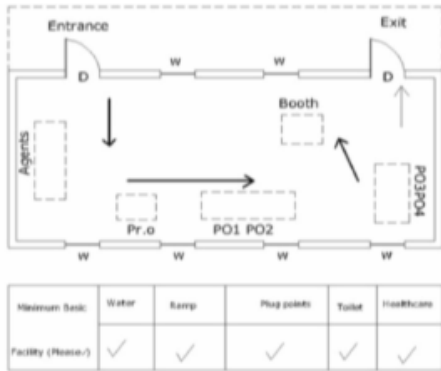 Entrance
Exit
W
W
D
D
Booth
Agents
PO3PO4
Pr.o
PO1 PO2
W
W
W
W
Minimum Basic
Facility (Please✓)
Water
✓
Ramp
✓
Plug points
✓
Toilet
✓
Healthcare
✓